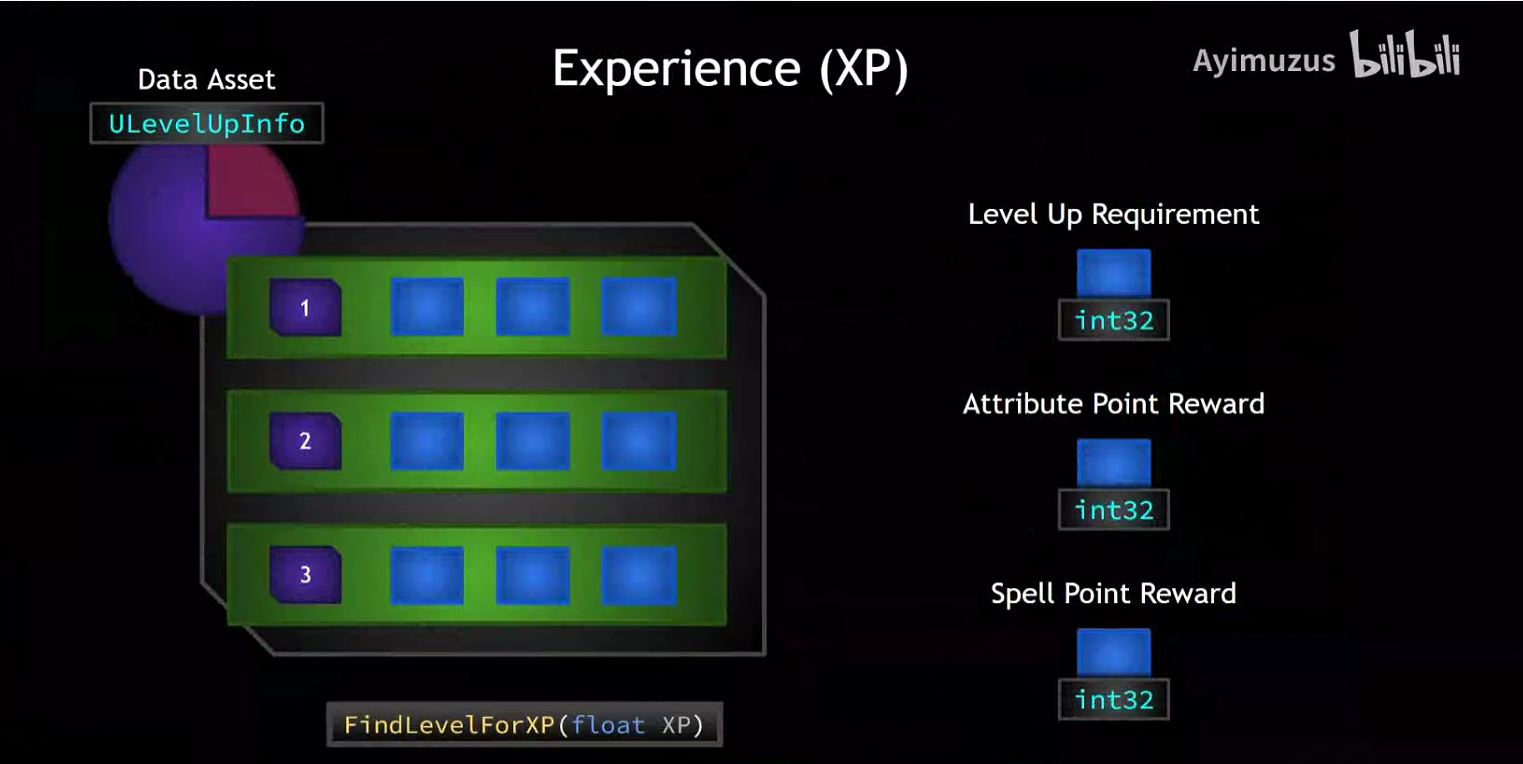 Experience (XP)
Ayimuzus bilibili
Data Asset
ULevelUpInfo
1
2
3
FindLevelForXP(float XP)
Level Up Requirement
int32
Attribute Point Reward
int32
Spell Point Reward
int32